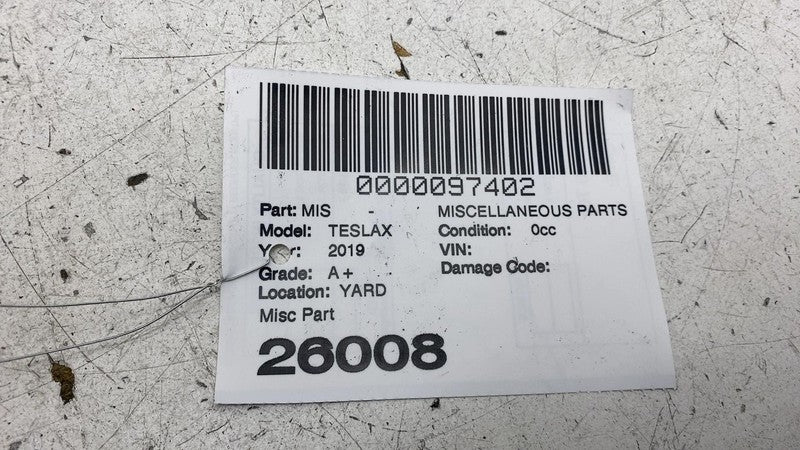 0000097402
Part: MIS - MISCELLANEOUS PARTS
Model: TESLAX Condition: 0cc
Year: 2019 VIN:
Grade: A+ Damage Code:
Location: YARD
Misc Part
26008